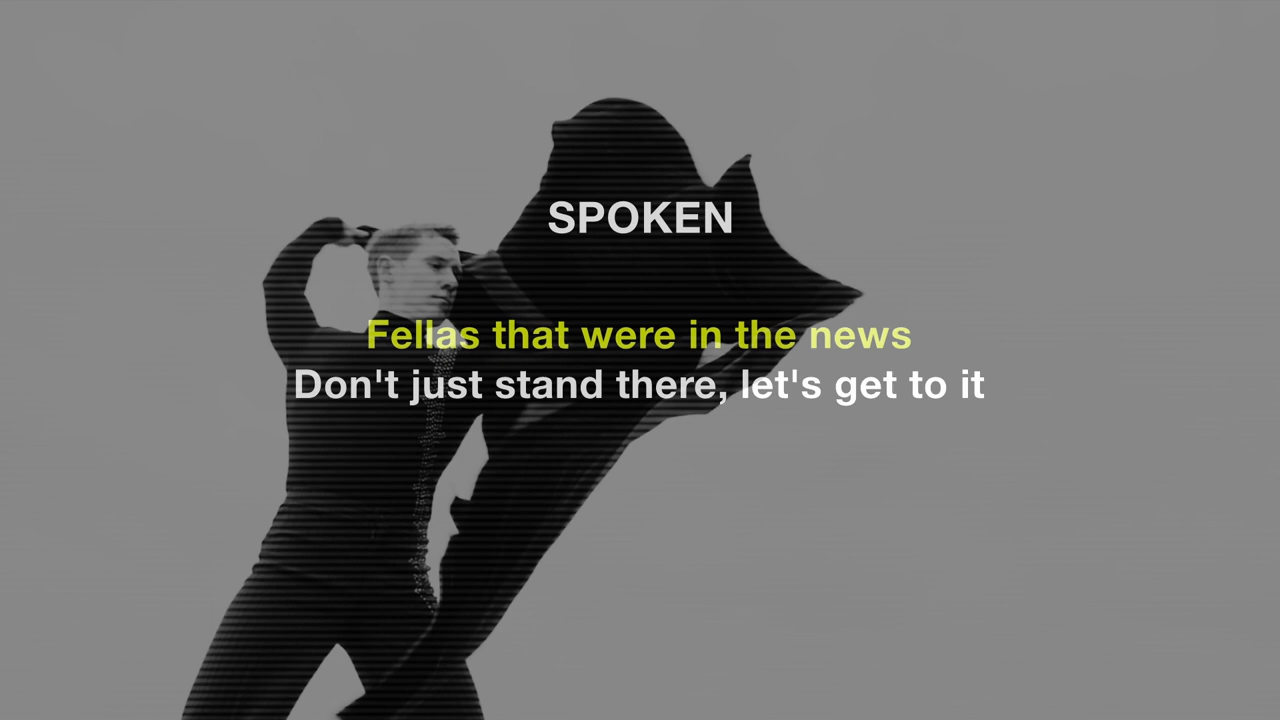 SPOKEN
Fellas that were in the news
Don't just stand there, let's get to it